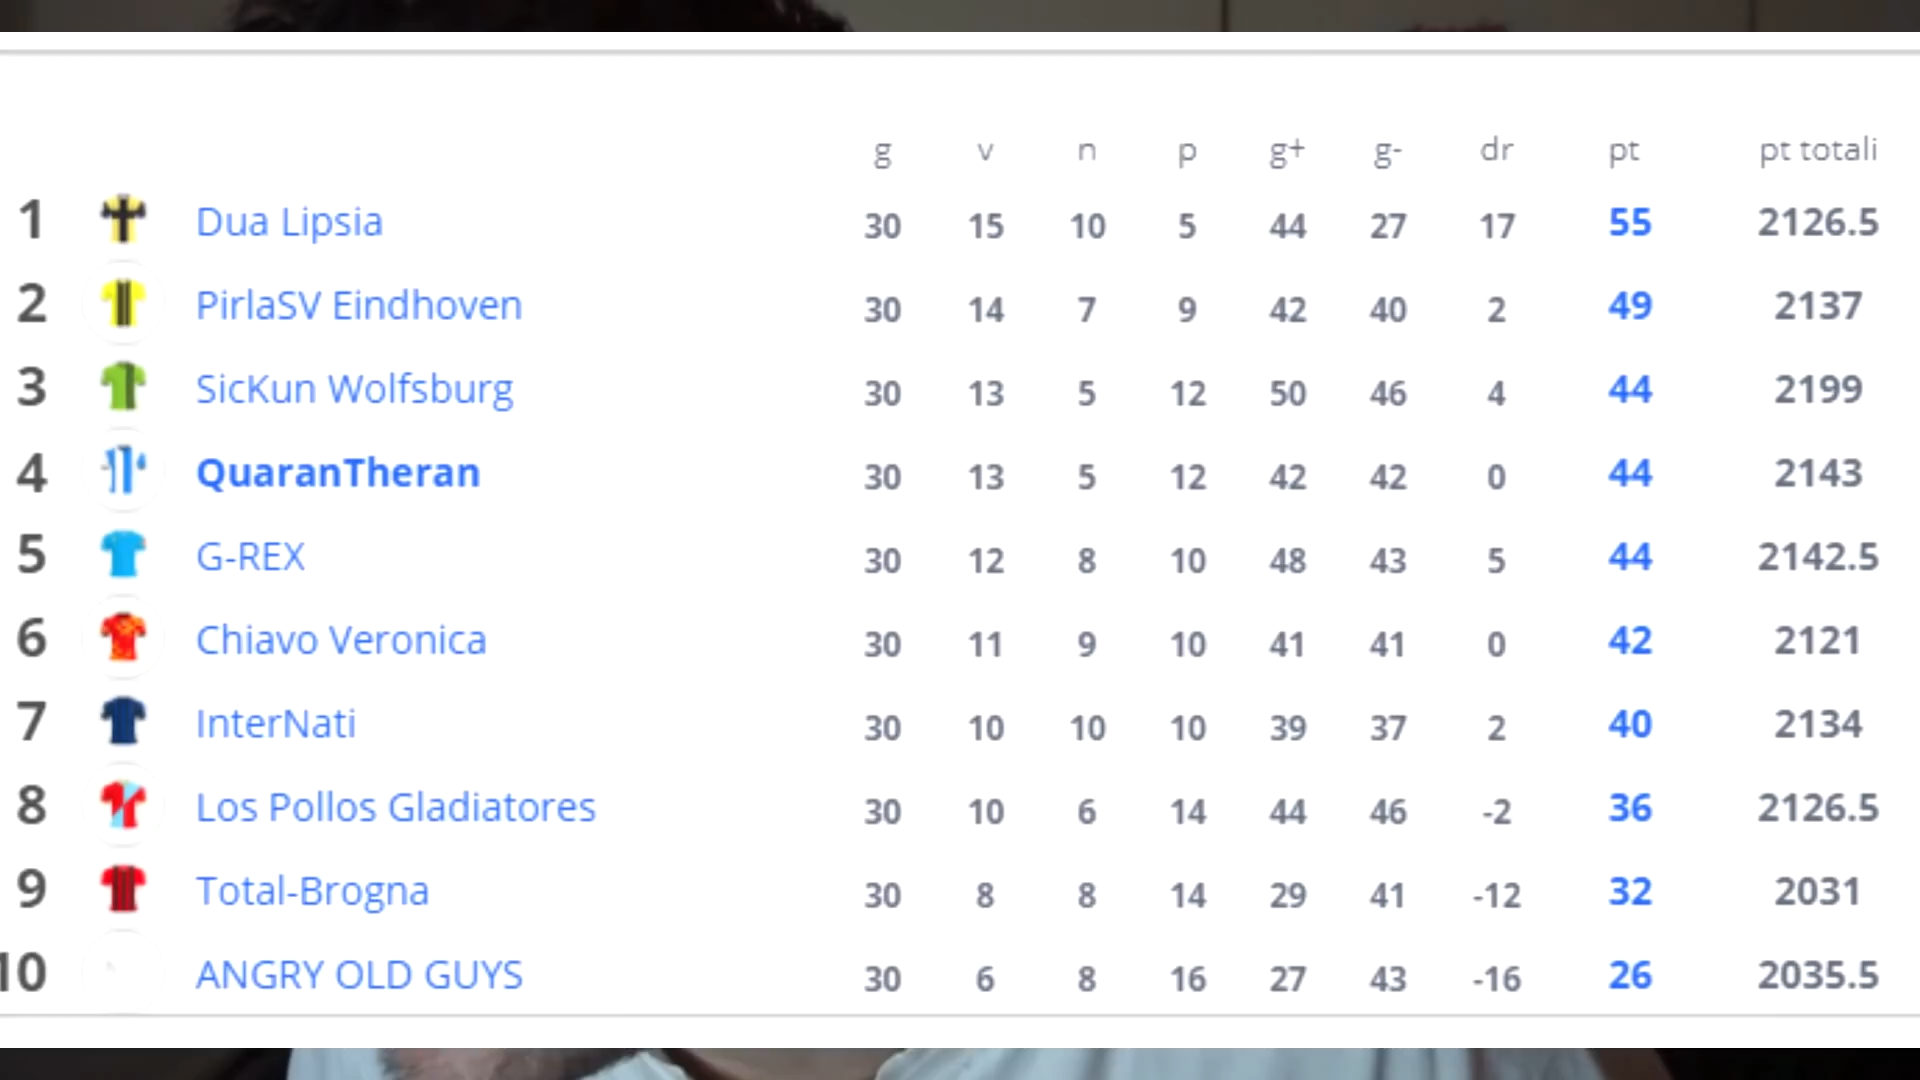 g v n p g+ g- dr pt pt totali
1 Dua Lipsia 30 15 10 5 44 27 17 55 2126.5
2 PirlaSV Eindhoven 30 14 7 9 42 40 2 49 2137
3 SicKun Wolfsburg 30 13 5 12 50 46 4 44 2199
4 QuaranTheran 30 13 5 12 42 42 0 44 2143
5 G-REX 30 12 8 10 48 43 5 44 2142.5
6 Chiavo Veronica 30 11 9 10 41 41 0 42 2121
7 InterNati 30 10 10 10 39 37 2 40 2134
8 Los Pollos Gladiatores 30 10 6 14 44 46 -2 36 2126.5
9 Total-Brogna 30 8 8 14 29 41 -12 32 2031
10 ANGRY OLD GUYS 30 6 8 16 27 43 -16 26 2035.5